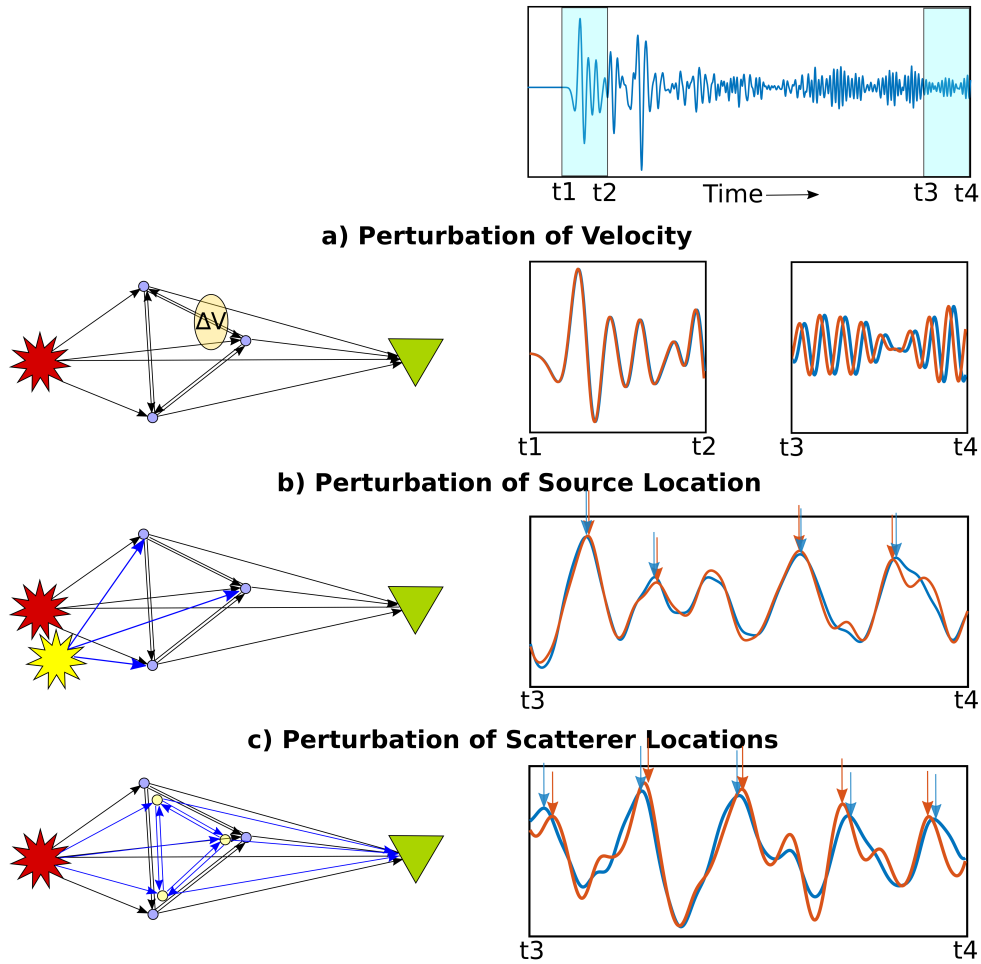 t1 t2 Time t3 t4
a) Perturbation of Velocity
ΔV
t1 t2 t3 t4
b) Perturbation of Source Location
t3 t4
c) Perturbation of Scatterer Locations
t3 t4